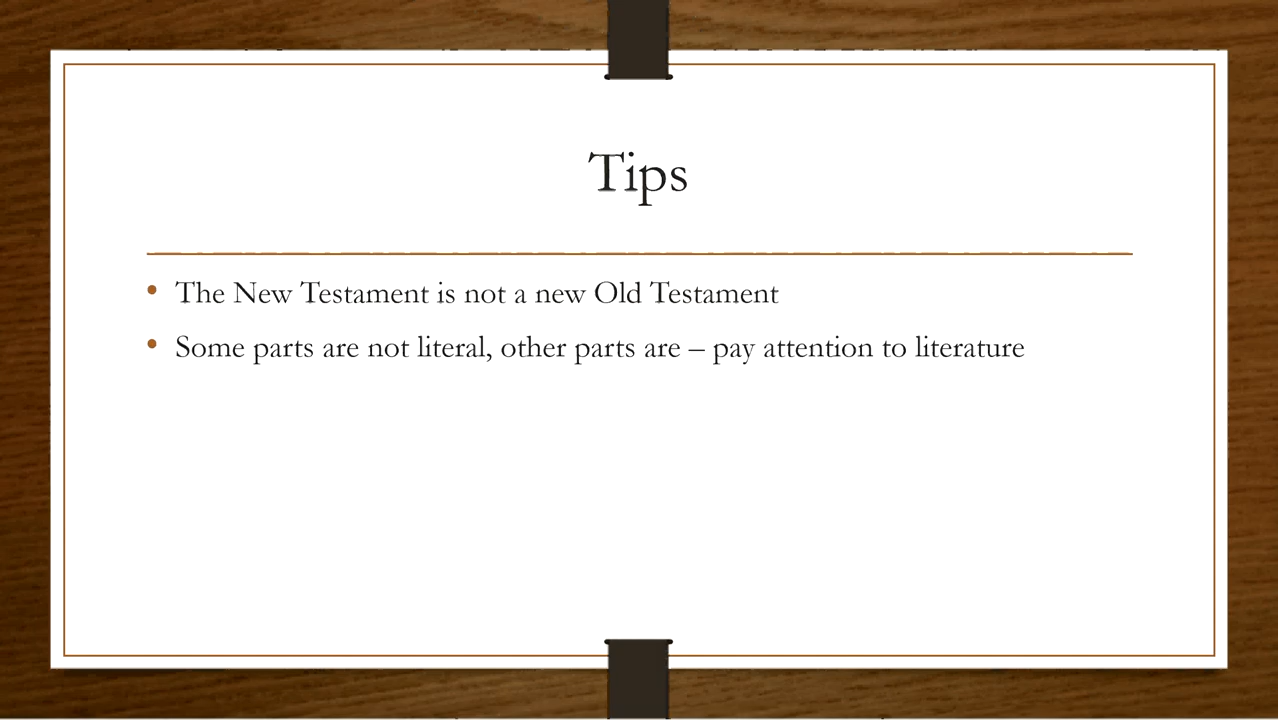 Tips
• The New Testament is not a new Old Testament
• Some parts are not literal, other parts are – pay attention to literature